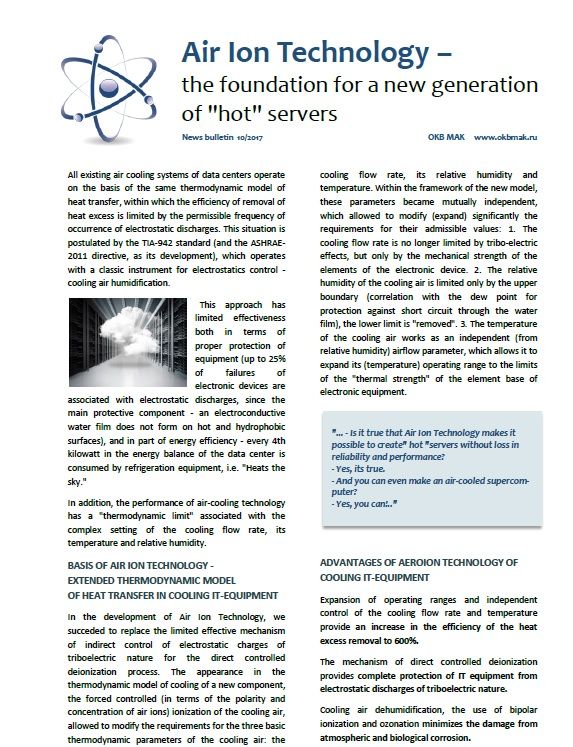 Air Ion Technology –
the foundation for a new generation
of "hot" servers
News bulletin 10/2017
OKB MAK www.okbmak.ru
All existing air cooling systems of data centers operate
on the basis of the same thermodynamic model of
heat transfer, within which the efficiency of removal of
heat excess is limited by the permissible frequency of
occurrence of electrostatic discharges. This situation is
postulated by the TIA-942 standard (and the ASHRAE-
2011 directive, as its development), which operates
with a classic instrument for electrostatics control -
cooling air humidification.
This approach has
limited effectiveness
both in terms of
proper protection of
equipment (up to 25%
of failures of
electronic devices are
associated with electrostatic discharges, since the
main protective component - an electroconductive
water film does not form on hot and hydrophobic
surfaces), and in part of energy efficiency - every 4th
kilowatt in the energy balance of the data center is
consumed by refrigeration equipment, i.e. "Heats the
sky."
In addition, the performance of air-cooling technology
has a "thermodynamic limit" associated with the
complex setting of the cooling flow rate, its
temperature and relative humidity.
BASIS OF AIR ION TECHNOLOGY -
EXTENDED THERMODYNAMIC MODEL
OF HEAT TRANSFER IN COOLING IT-EQUIPMENT
In the development of Air Ion Technology, we
succeded to replace the limited effective mechanism
of indirect control of electrostatic charges of
triboelectric nature for the direct controlled
deionization process. The appearance in the
thermodynamic model of cooling of a new component,
the forced controlled (in terms of the polarity and
concentration of air ions) ionization of the cooling air,
allowed to modify the requirements for the three basic
thermodynamic parameters of the cooling air: the
cooling flow rate, its relative humidity and
temperature. Within the framework of the new model,
these parameters became mutually independent,
which allowed to modify (expand) significantly the
requirements for their admissible values: 1. The
cooling flow rate is no longer limited by tribo-electric
effects, but only by the mechanical strength of the
elements of the electronic device. 2. The relative
humidity of the cooling air is limited only by the upper
boundary (correlation with the dew point for
protection against short circuit through the water
film), the lower limit is "removed". 3. The temperature
of the cooling air works as an independent (from
relative humidity) airflow parameter, which allows it to
expand its (temperature) operating range to the limits
of the "thermal strength" of the element base of
electronic equipment.
"... - Is it true that Air Ion Technology makes it
possible to create" hot "servers without loss in
reliability and performance?
- Yes, its true.
- And you can even make an air-cooled supercom-
puter?
- Yes, you can!.."
ADVANTAGES OF AEROION TECHNOLOGY OF
COOLING IT-EQUIPMENT
Expansion of operating ranges and independent
control of the cooling flow rate and temperature
provide an increase in the efficiency of the heat
excess removal to 600%.
The mechanism of direct controlled deionization
provides complete protection of IT equipment from
electrostatic discharges of triboelectric nature.
Cooling air dehumidification, the use of bipolar
ionization and ozonation minimizes the damage from
atmospheric and biological corrosion.